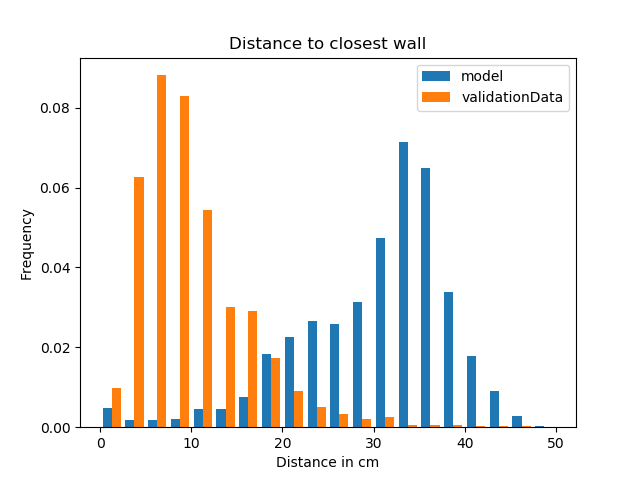 Distance to closest wall
model
validationData
0.08
0.06
0.04
0.02
0.00
Frequency
0 10 20 30 40 50
Distance in cm